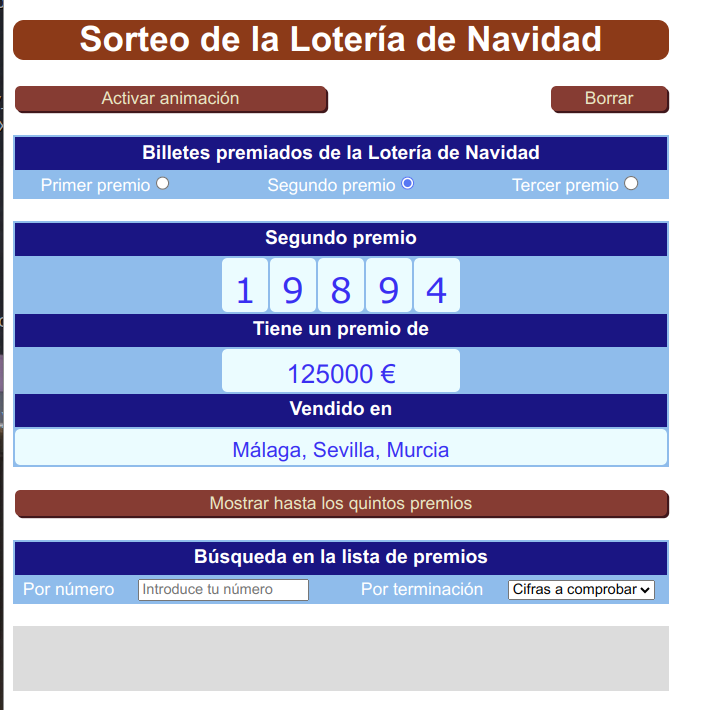 Sorteo de la Lotería de Navidad
Activar animación Borrar
Billetes premiados de la Lotería de Navidad
Primer premio Segundo premio Tercer premio
Segundo premio
1 9 8 9 4
Tiene un premio de
125000 €
Vendido en
Málaga, Sevilla, Murcia
Mostrar hasta los quintos premios
Búsqueda en la lista de premios
Por número Introduce tu número Por terminación Cifras a comprobar